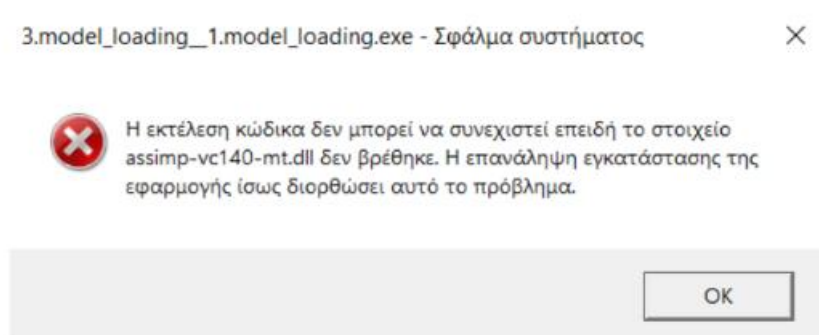 3.model_loading__1.model_loading.exe - Σφάλμα συστήματος
Η εκτέλεση κώδικα δεν μπορεί να συνεχιστεί επειδή το στοιχείο
assimp-vc140-mt.dll δεν βρέθηκε. Η επανάληψη εγκατάστασης της
εφαρμογής ίσως διορθώσει αυτό το πρόβλημα.
OK